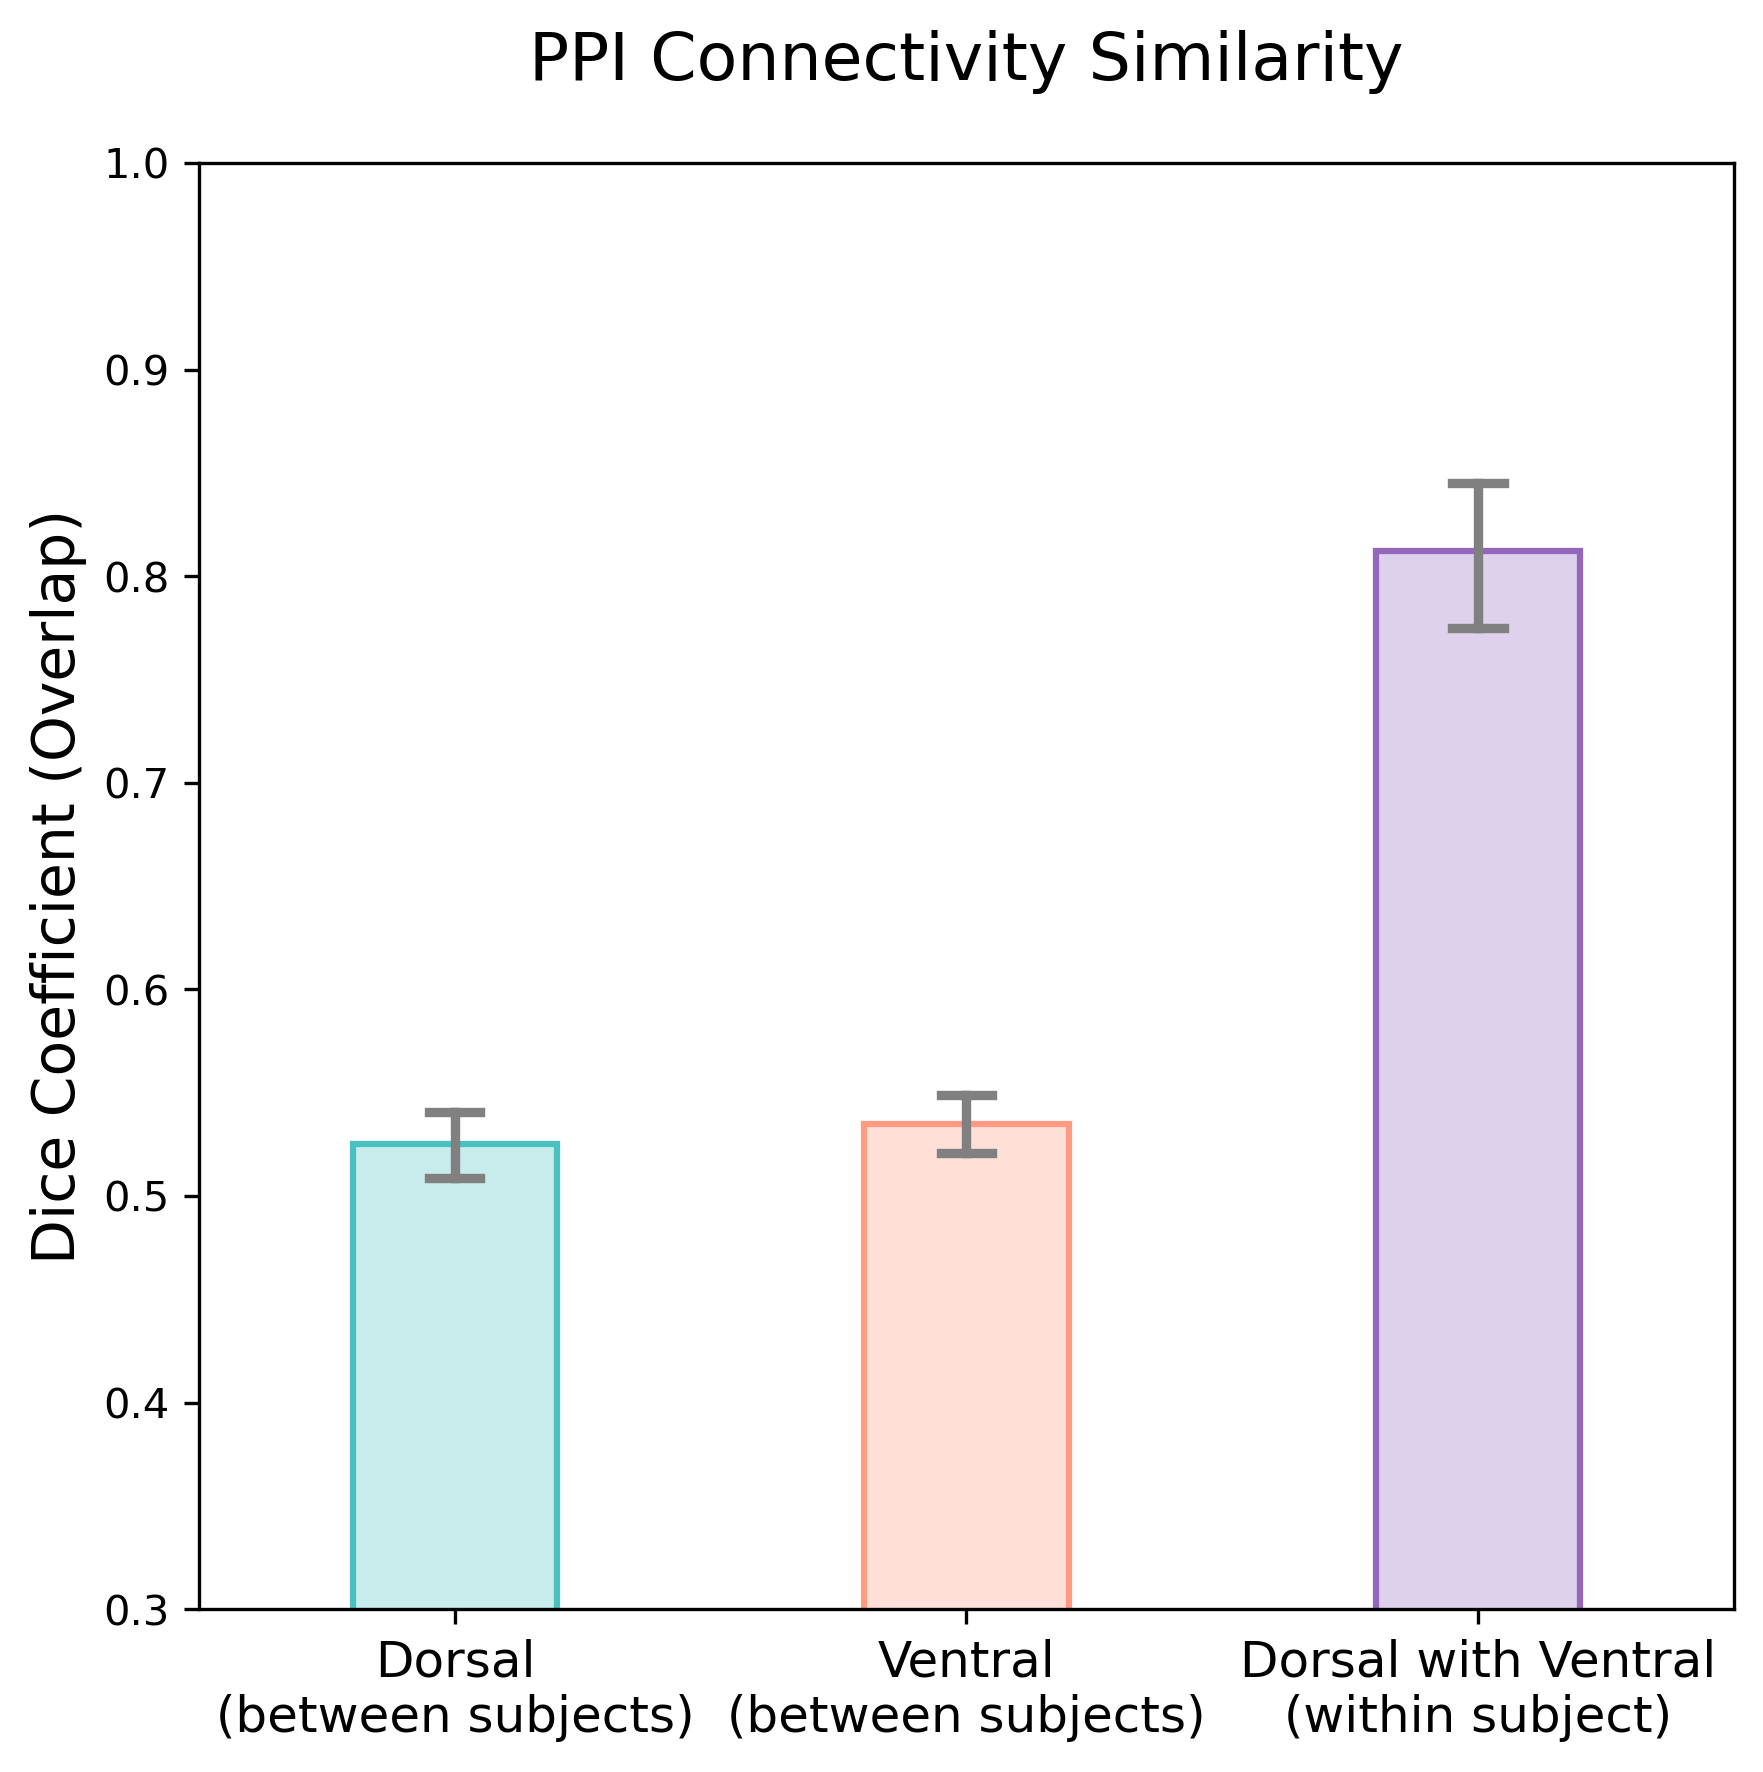 PPI Connectivity Similarity
Dice Coefficient (Overlap)
1.0
0.9
0.8
0.7
0.6
0.5
0.4
0.3
Dorsal
(between subjects)
Ventral
(between subjects)
Dorsal with Ventral
(within subject)